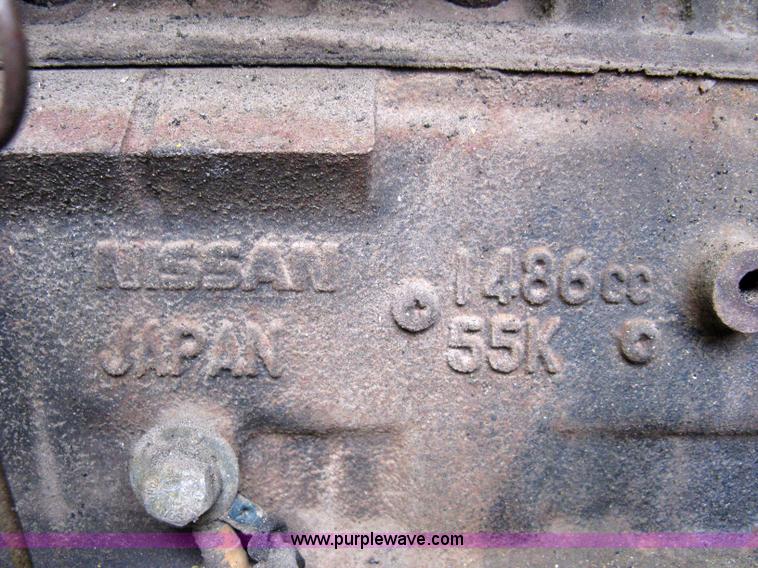 NISSAN
JAPAN
1486cc
55K
www.purplewave.com